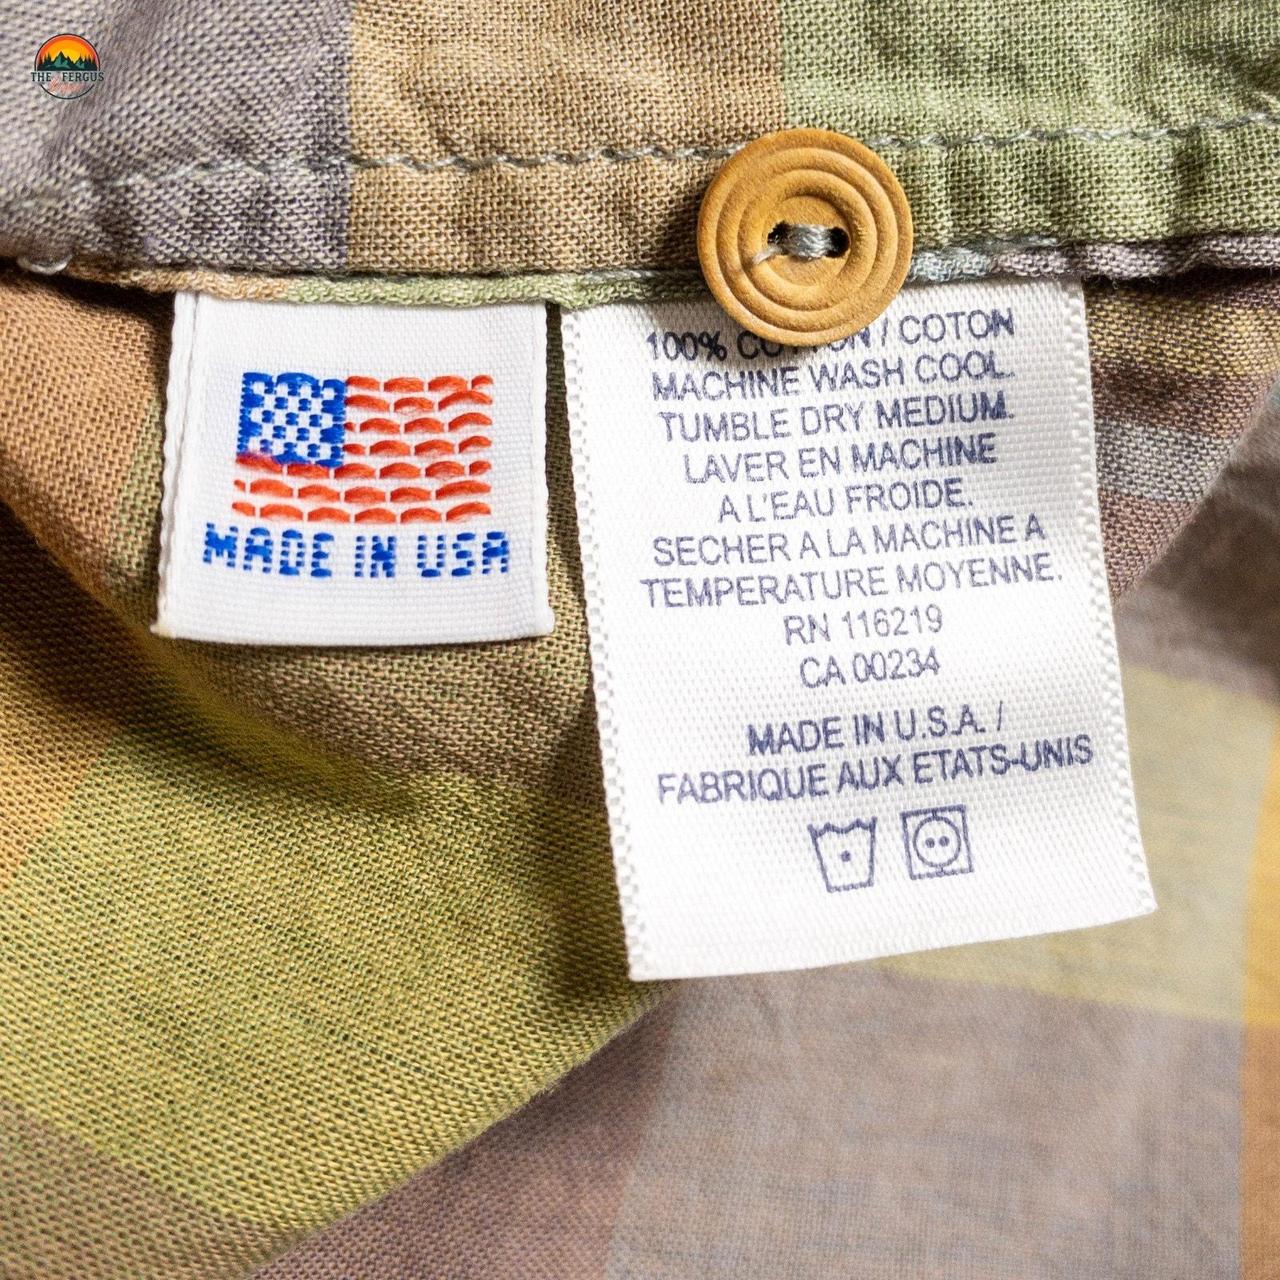 THE FERGUS
MADE IN USA
100% COTTON / COTON
MACHINE WASH COOL.
TUMBLE DRY MEDIUM.
LAVER EN MACHINE
A L'EAU FROIDE.
SECHER A LA MACHINE A
TEMPERATURE MOYENNE.
RN 116219
CA 00234
MADE IN U.S.A. /
FABRIQUE AUX ETATS-UNIS